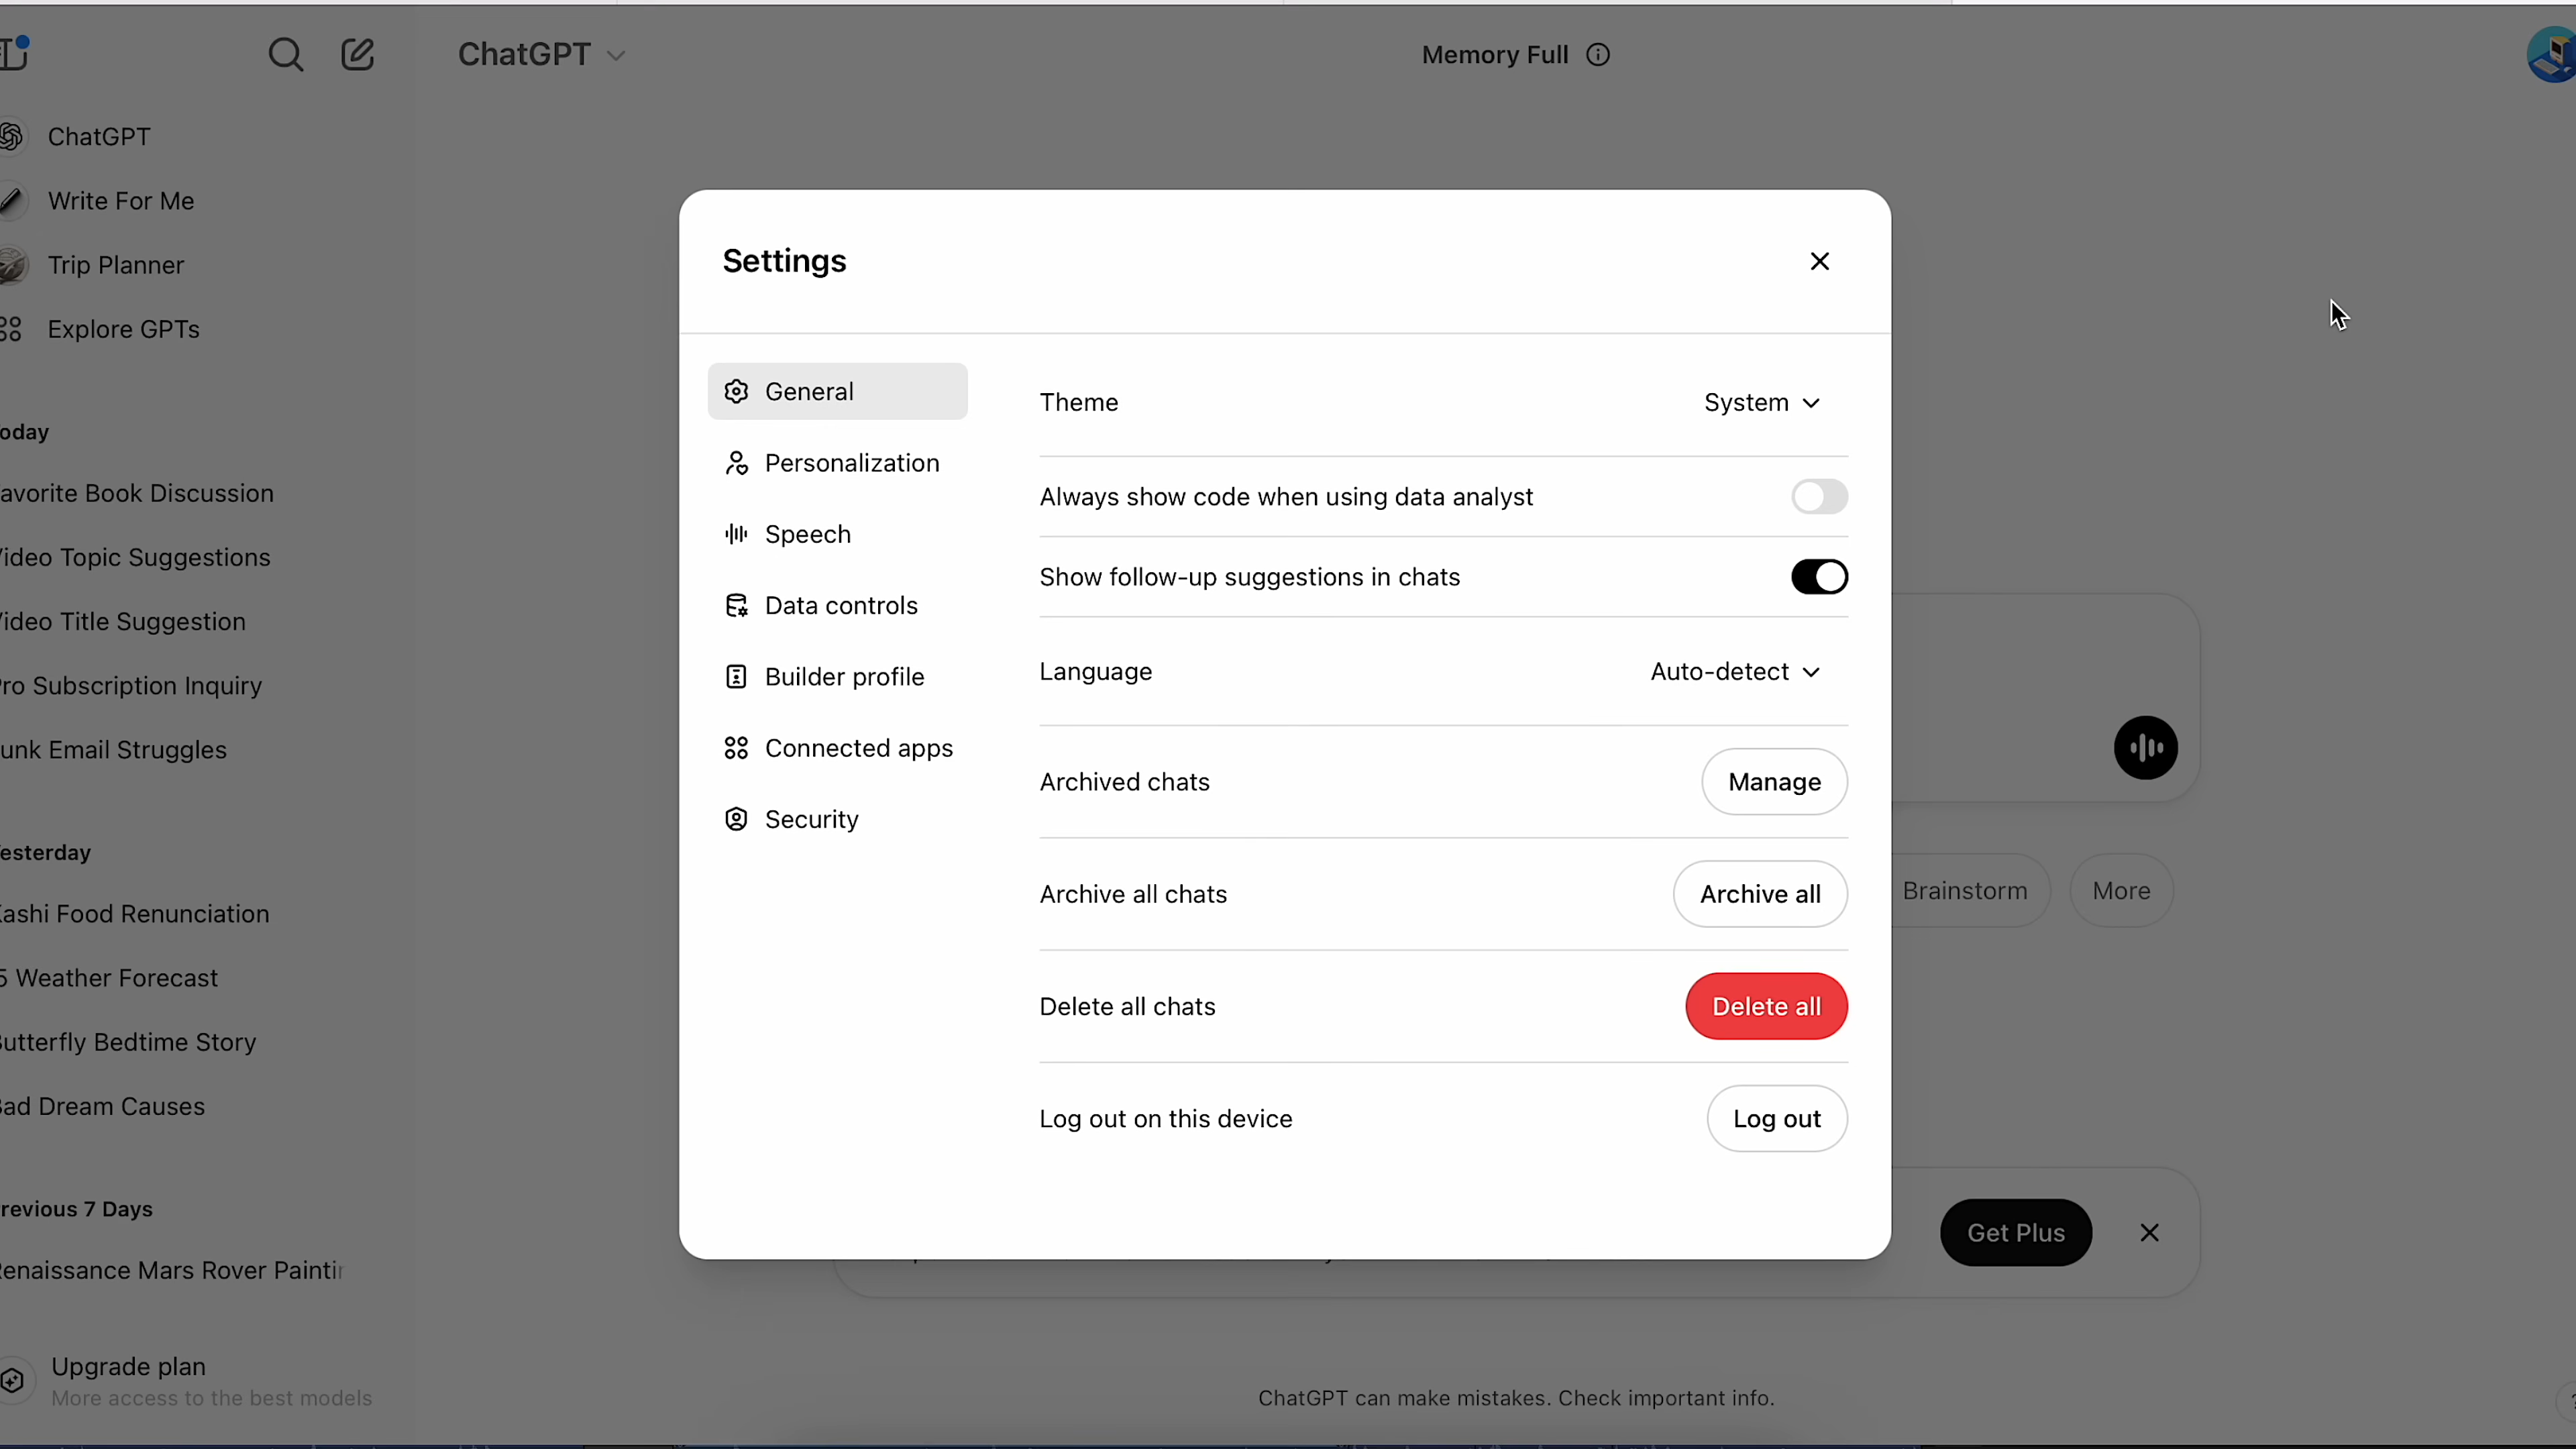 ChatGPT
Memory Full
ChatGPT
Write For Me
Trip Planner
Explore GPTs
oday
avorite Book Discussion
ideo Topic Suggestions
ideo Title Suggestion
ro Subscription Inquiry
unk Email Struggles
esterday
ashi Food Renunciation
5 Weather Forecast
utterfly Bedtime Story
ad Dream Causes
revious 7 Days
enaissance Mars Rover Paintin
Upgrade plan
More access to the best models
Settings
General
Personalization
Speech
Data controls
Builder profile
Connected apps
Security
Theme
System
Always show code when using data analyst
Show follow-up suggestions in chats
Language
Auto-detect
Archived chats
Manage
Archive all chats
Archive all
Delete all chats
Delete all
Log out on this device
Log out
Brainstorm
More
Get Plus
ChatGPT can make mistakes. Check important info.